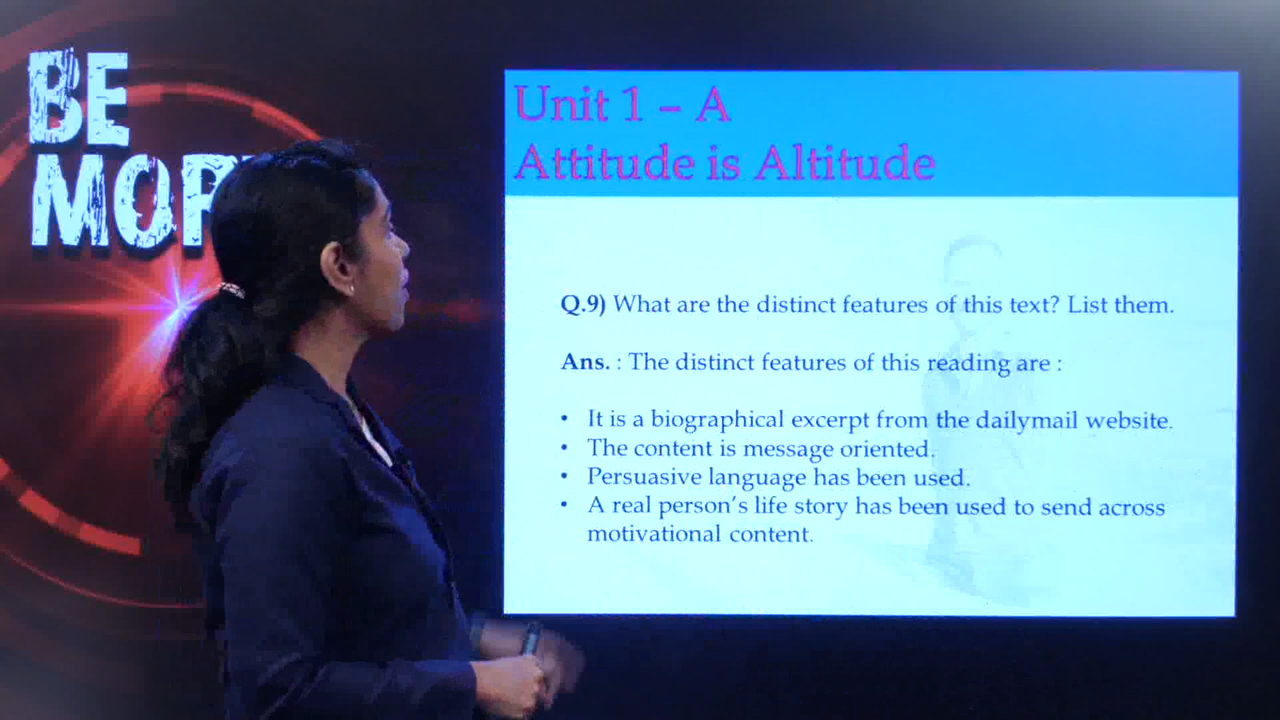 BE
MOR
Unit 1 – A
Attitude is Altitude
Q.9) What are the distinct features of this text? List them.
Ans. : The distinct features of this reading are :
• It is a biographical excerpt from the dailymail website.
• The content is message oriented.
• Persuasive language has been used.
• A real person's life story has been used to send across
motivational content.